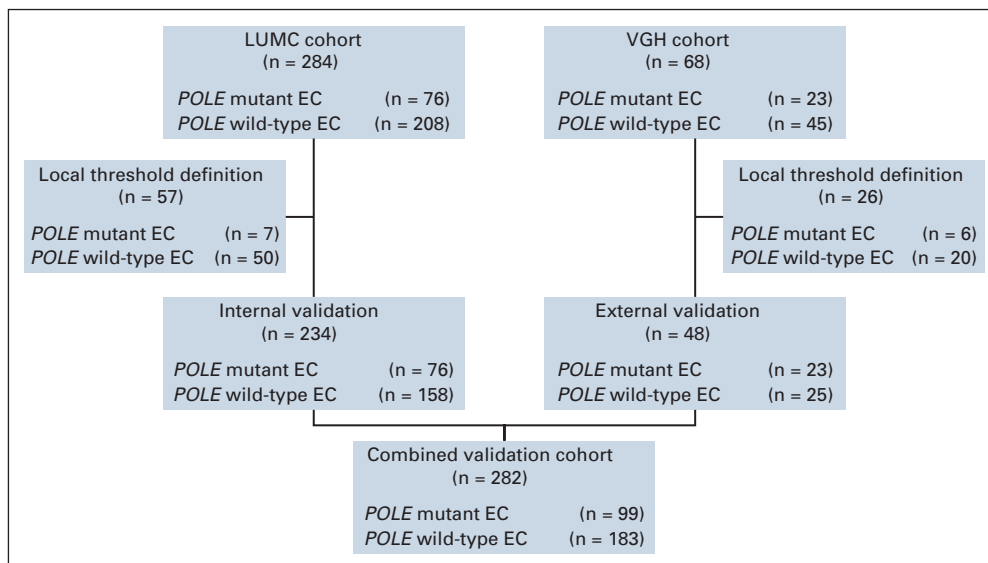 LUMC cohort
(n = 284)
POLE mutant EC (n = 76)
POLE wild-type EC (n = 208)
VGH cohort
(n = 68)
POLE mutant EC (n = 23)
POLE wild-type EC (n = 45)
Local threshold definition
(n = 57)
POLE mutant EC (n = 7)
POLE wild-type EC (n = 50)
Local threshold definition
(n = 26)
POLE mutant EC (n = 6)
POLE wild-type EC (n = 20)
Internal validation
(n = 234)
POLE mutant EC (n = 76)
POLE wild-type EC (n = 158)
External validation
(n = 48)
POLE mutant EC (n = 23)
POLE wild-type EC (n = 25)
Combined validation cohort
(n = 282)
POLE mutant EC (n = 99)
POLE wild-type EC (n = 183)